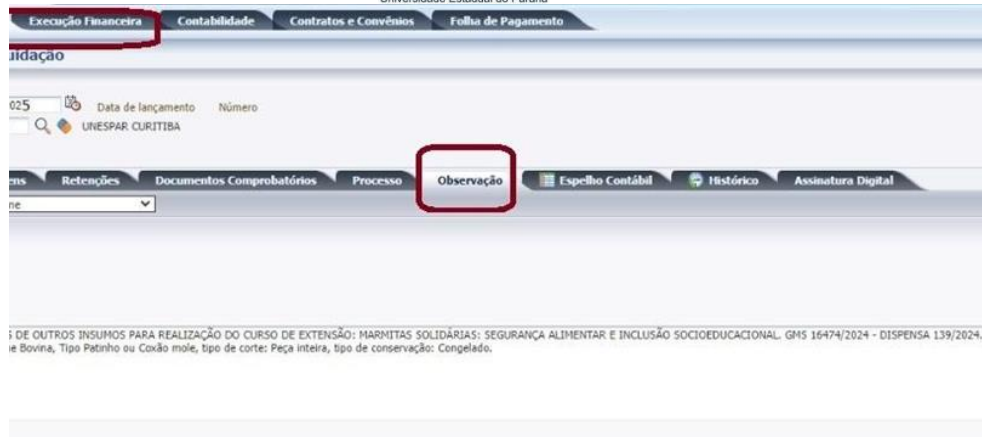 Universidade Estadual do Paraná
Execução Financeira Contabilidade Contratos e Convênios Folha de Pagamento
uidação
025 Data de lançamento Número
UNESPAR CURITIBA
ens Retenções Documentos Comprobatórios Processo Observação Espelho Contábil Histórico Assinatura Digital
ne
S DE OUTROS INSUMOS PARA REALIZAÇÃO DO CURSO DE EXTENSÃO: MARMITAS SOLIDÁRIAS: SEGURANÇA ALIMENTAR E INCLUSÃO SOCIOEDUCACIONAL. GMS 16474/2024 - DISPENSA 139/2024.
e Bovina, Tipo Patinho ou Coxão mole, tipo de corte: Peça inteira, tipo de conservação: Congelado.